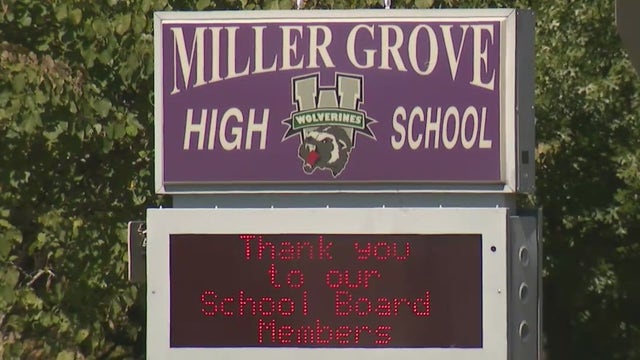 MILLER GROVE
W
WOLVERINES
HIGH SCHOOL
Thank you
to our
School Board
Members